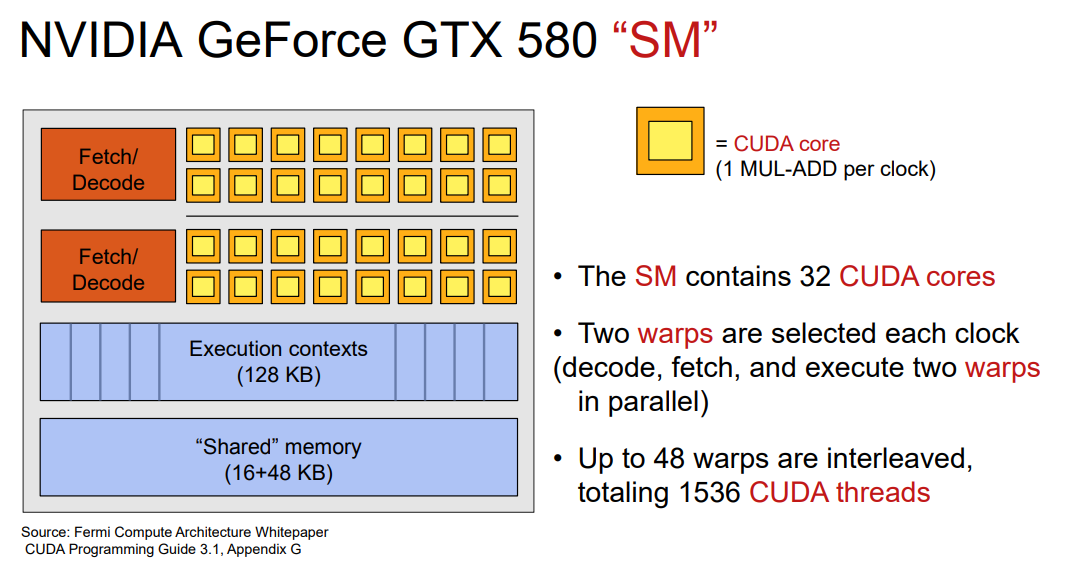 NVIDIA GeForce GTX 580 “SM”
Fetch/
Decode
Fetch/
Decode
Execution contexts
(128 KB)
“Shared” memory
(16+48 KB)
Source: Fermi Compute Architecture Whitepaper
CUDA Programming Guide 3.1, Appendix G
= CUDA core
(1 MUL-ADD per clock)
• The SM contains 32 CUDA cores
• Two warps are selected each clock
(decode, fetch, and execute two warps
in parallel)
• Up to 48 warps are interleaved,
totaling 1536 CUDA threads